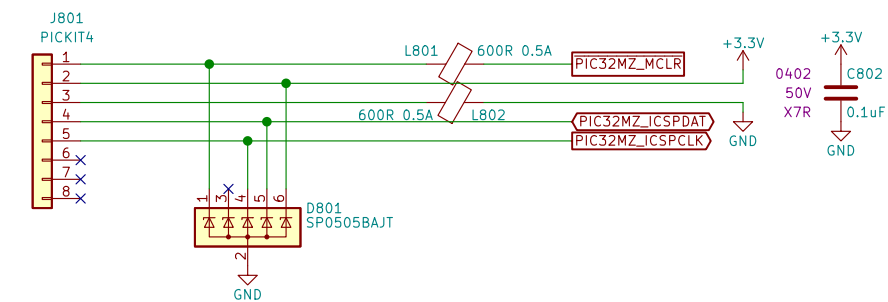 J801
PICKIT4
1
2
3
4
5
6
7
8
L801
600R 0.5A
PIC32MZ_MCLR
600R 0.5A
L802
PIC32MZ_ICSPDAT
PIC32MZ_ICSPCLK
+3.3V
GND
+3.3V
0402
50V
X7R
C802
0.1uF
GND
1
3
4
5
6
D801
SP0505BAJT
2
GND